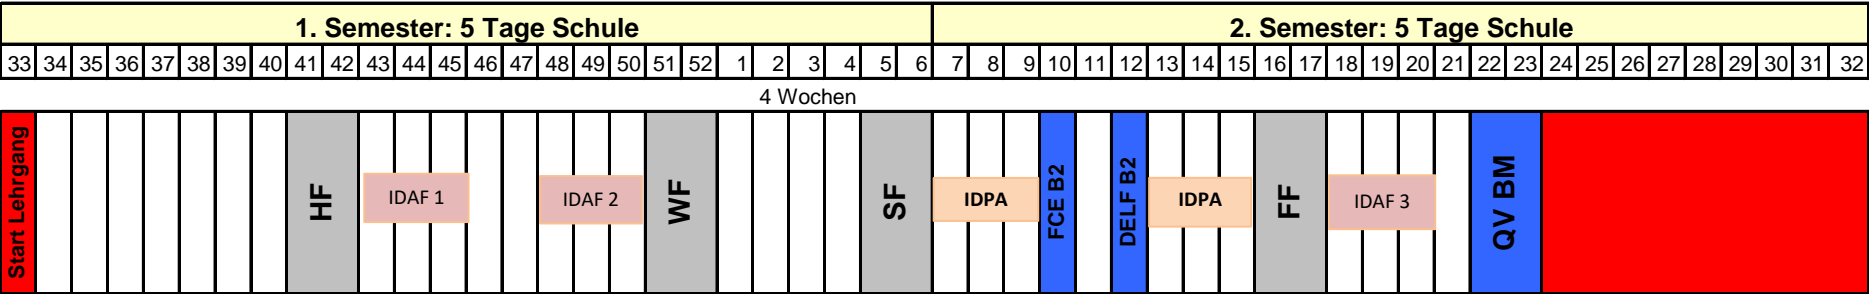 1. Semester: 5 Tage Schule 2. Semester: 5 Tage Schule
33 34 35 36 37 38 39 40 41 42 43 44 45 46 47 48 49 50 51 52 1 2 3 4 5 6 7 8 9 10 11 12 13 14 15 16 17 18 19 20 21 22 23 24 25 26 27 28 29 30 31 32
4 Wochen
Start Lehrgang
HF
IDAF 1
IDAF 2
WF
SF
IDPA
FCE B2
DELF B2
IDPA
FF
IDAF 3
QV BM